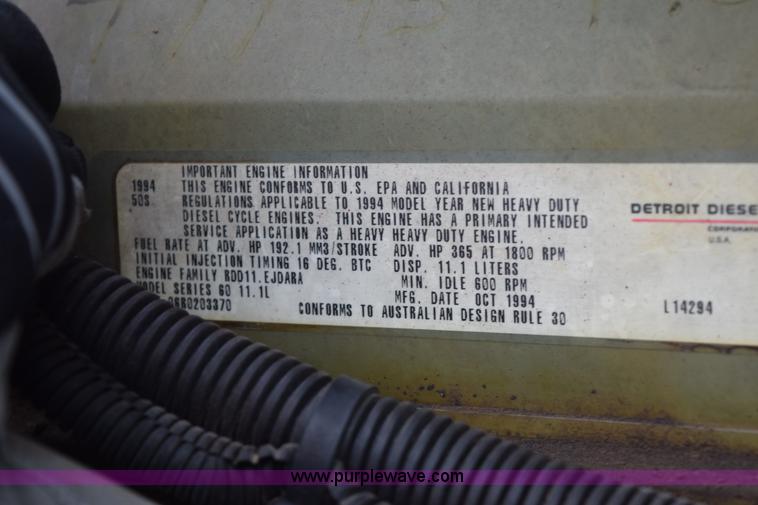 IMPORTANT ENGINE INFORMATION
1994 THIS ENGINE CONFORMS TO U.S. EPA AND CALIFORNIA
50S REGULATIONS APPLICABLE TO 1994 MODEL YEAR NEW HEAVY DUTY
DIESEL CYCLE ENGINES. THIS ENGINE HAS A PRIMARY INTENDED
SERVICE APPLICATION AS A HEAVY HEAVY DUTY ENGINE.
FUEL RATE AT ADV. HP 192.1 MM3/STROKE ADV. HP 365 AT 1800 RPM
INITIAL INJECTION TIMING 16 DEG. BTC DISP. 11.1 LITERS
ENGINE FAMILY RDD11.EJDARA MIN. IDLE 600 RPM
MODEL SERIES 60 11.1L MFG. DATE OCT 1994
06R0203370 CONFORMS TO AUSTRALIAN DESIGN RULE 30
DETROIT DIESE
CORPORAT
U.S.A.
L14294
www.purplewave.com